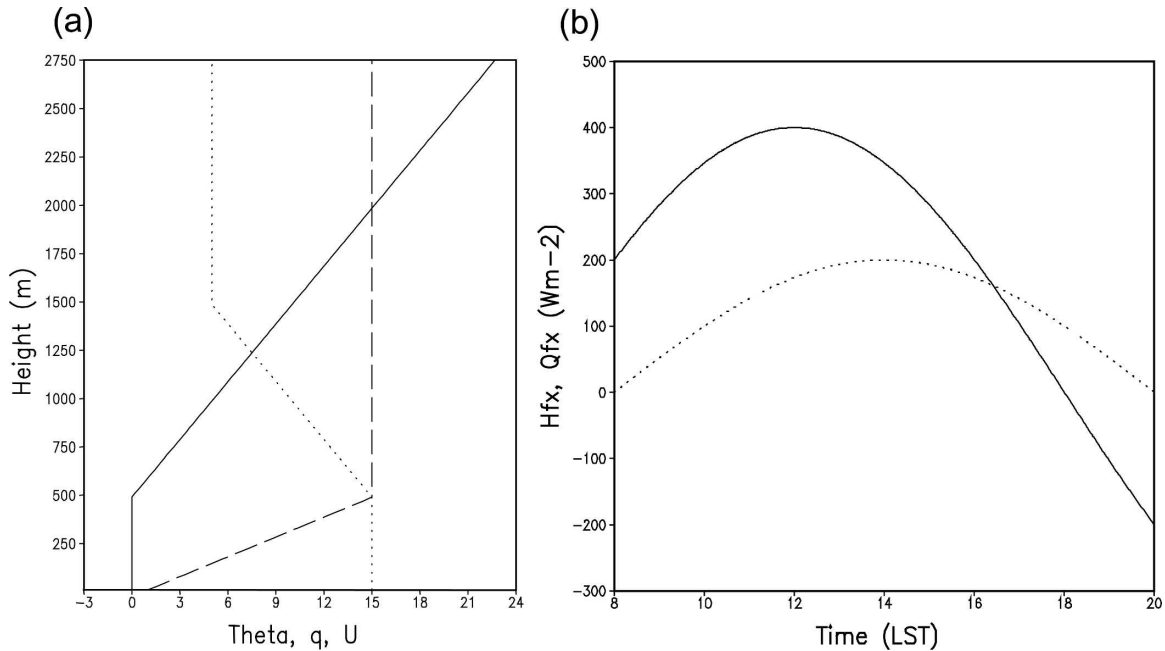 (a)
2750
2500
2250
2000
1750
1500
1250
1000
750
500
250
Height (m)
-3 0 3 6 9 12 15 18 21 24
Theta, q, U
(b)
500
400
300
200
100
0
-100
-200
-300
Hfx, Qfx (Wm-2)
8 10 12 14 16 18 20
Time (LST)